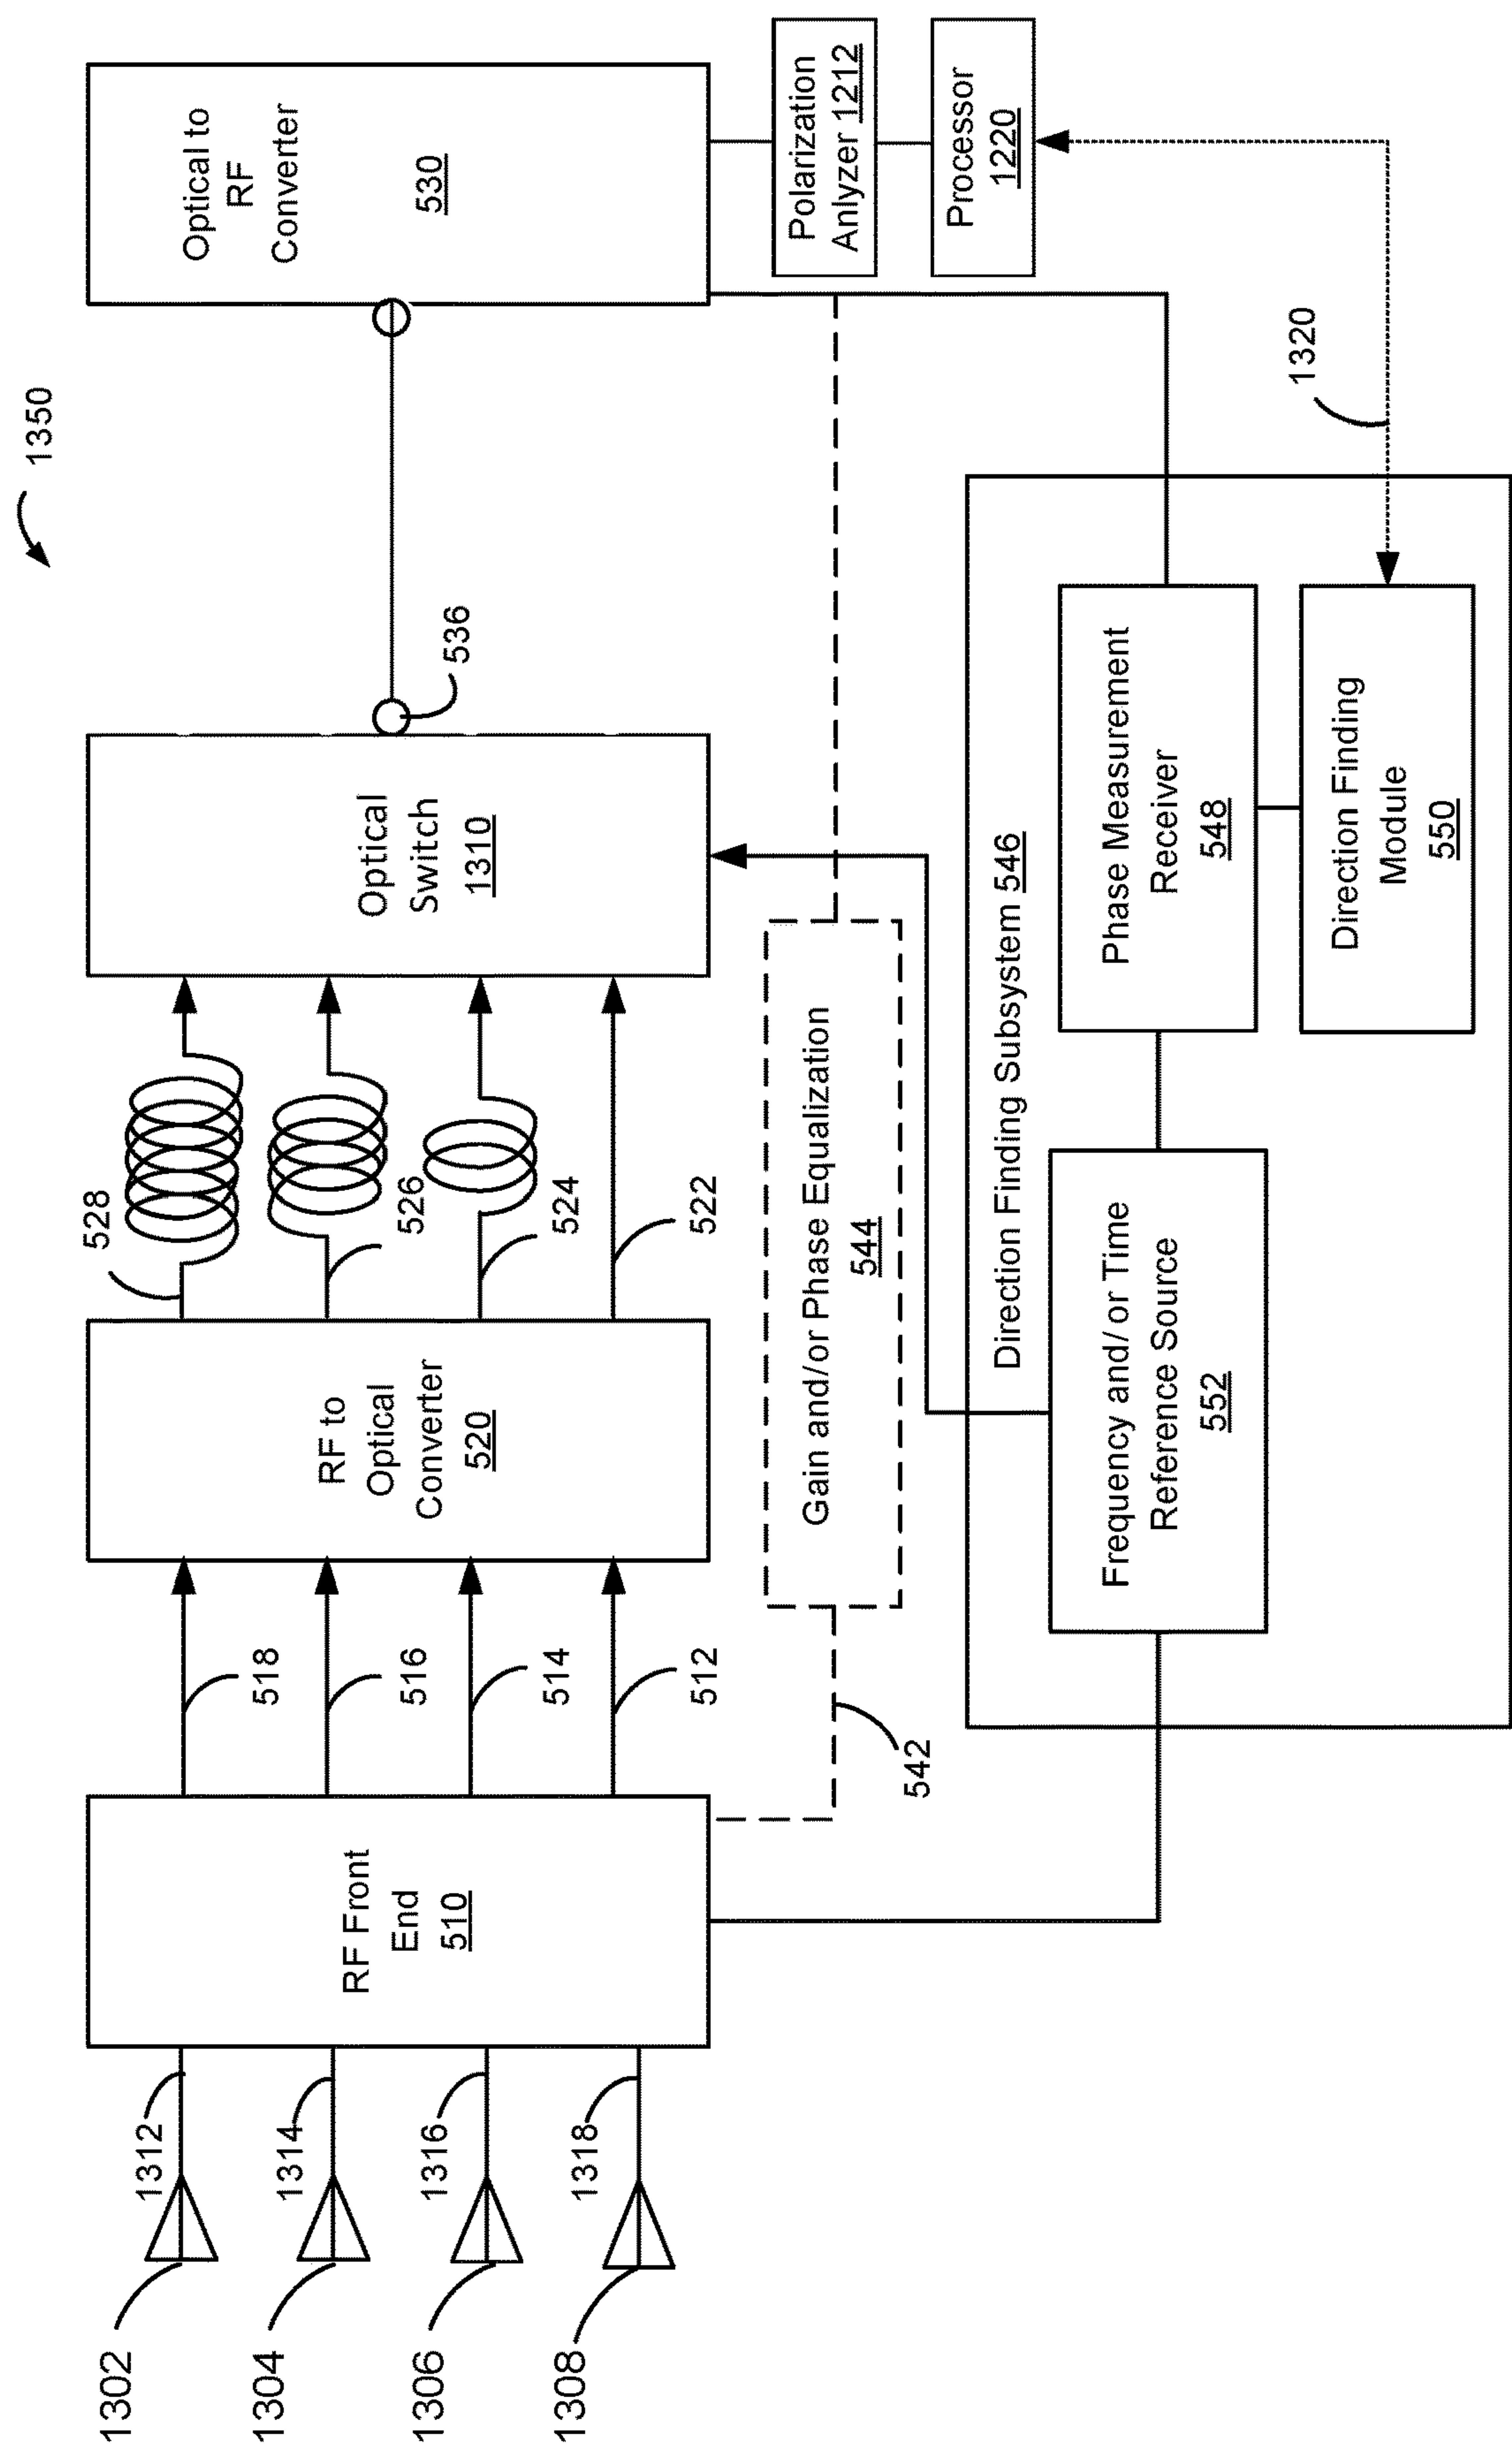 1350
1302
1304
1306
1308
1312
1314
1316
1318
RF Front
End
510
518
516
514
512
RF to
Optical
Converter
520
528
526
524
522
Optical
Switch
1310
536
Optical to
RF
Converter
530
Polarization
Anlyzer 1212
Processor
1220
542
Gain and/or Phase Equalization
544
Direction Finding Subsystem 546
Frequency and/or Time
Reference Source
552
Phase Measurement
Receiver
548
Direction Finding
Module
550
1320